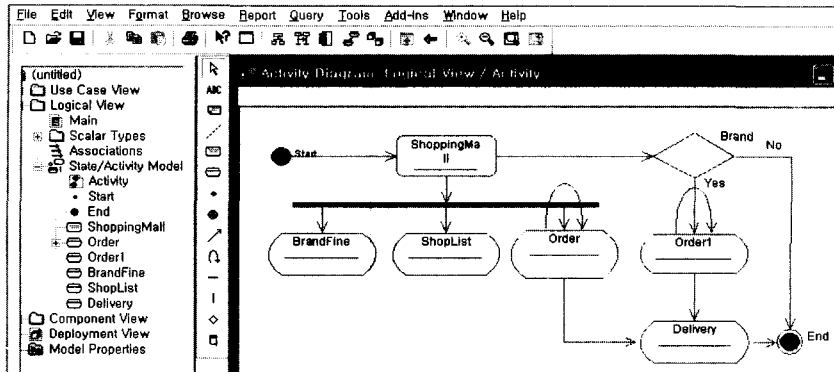 File Edit View Format Browse Report Query Tools Add-Ins Window Help
(untitled)
Use Case View
Logical View
Main
Scalar Types
Associations
State/Activity Model
Activity
Start
End
ShoppingMall
Order
Order1
BrandFine
ShopList
Delivery
Component View
Deployment View
Model Properties
ABC
Activity Diagram: Logical View / Activity
Start
ShoppingMa
ll
Brand
No
Yes
BrandFine
ShopList
Order
Order1
Delivery
End